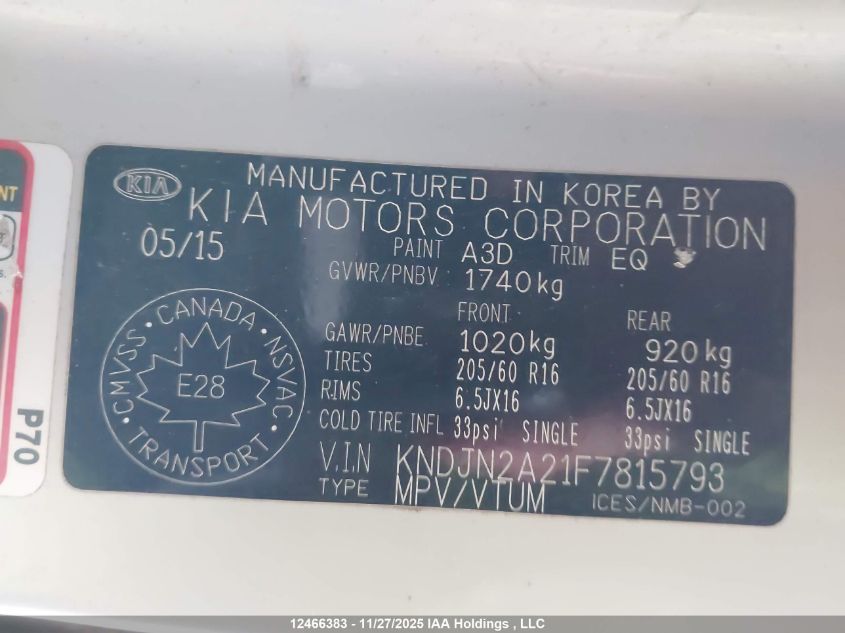 KIA
MANUFACTURED IN KOREA BY
KIA MOTORS CORPORATION
05/15
PAINT A3D TRIM EQ
GVWR/PNBV 1740kg
FRONT REAR
GAWR/PNBE 1020kg 920kg
TIRES 205/60 R16 205/60 R16
RIMS 6.5JX16 6.5JX16
COLD TIRE INFL 33psi SINGLE 33psi SINGLE
V.I.N KNDJN2A21F7815793
TYPE MPV/VTUM
ICES/NMB-002
CMVSS · CANADA · NSVAC · TRANSPORT ·
E28
NT
P70
12466383 - 11/27/2025 IAA Holdings , LLC